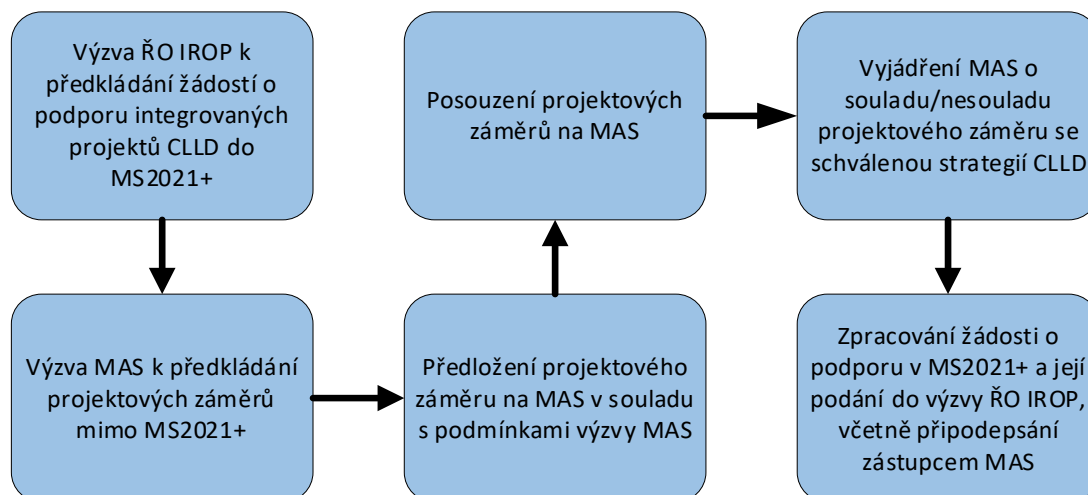 Výzva ŘO IROP k
předkládání žádostí o
podporu integrovaných
projektů CLLD do
MS2021+
Výzva MAS k předkládání
projektových záměrů
mimo MS2021+
Předložení projektového
záměru na MAS v souladu
s podmínkami výzvy MAS
Posouzení projektových
záměrů na MAS
Vyjádření MAS o
souladu/nesouladu
projektového záměru se
schválenou strategií CLLD
Zpracování žádosti o
podporu v MS2021+ a její
podání do výzvy ŘO IROP,
včetně připodepsání
zástupcem MAS